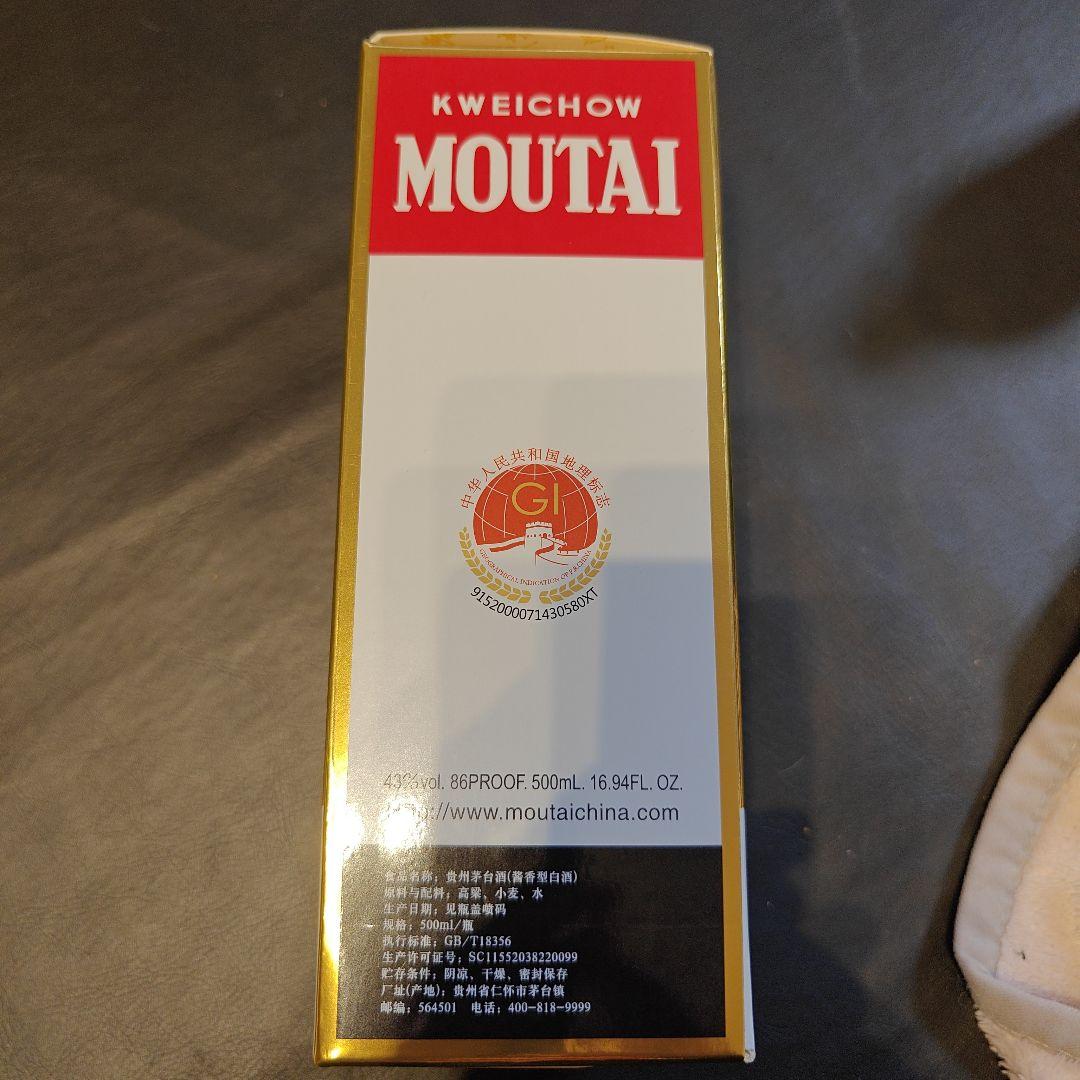 KWEICHOW
MOUTAI
中华人民共和国地理标志
GI
GEOGRAPHICAL INDICATION OF P.R.CHINA
9152000071430580XT
43%vol. 86PROOF. 500mL. 16.94FL. OZ.
http://www.moutaichina.com
食品名称：贵州茅台酒(酱香型白酒)
原料与配料：高粱、小麦、水
生产日期：见瓶盖喷码
规格：500ml/瓶
执行标准：GB/T18356
生产许可证号：SC11552038220099
贮存条件：阴凉、干燥、密封保存
厂址(产地)：贵州省仁怀市茅台镇
邮编：564501 电话：400-818-9999